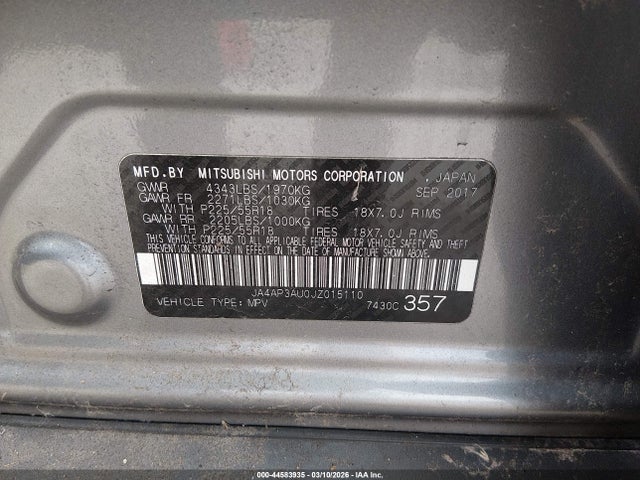 MFD.BY MITSUBISHI MOTORS CORPORATION , JAPAN
GVWR 4343LBS/1970KG SEP 2017
GAWR FR 2271LBS/1030KG
WITH P225/55R18 TIRES 18X7.0J RIMS
GAWR RR 2205LBS/1000KG
WITH P225/55R18 TIRES 18X7.0J RIMS
THIS VEHICLE CONFORMS TO ALL APPLICABLE FEDERAL MOTOR VEHICLE SAFETY AND
THEFT PREVENTION STANDARDS IN EFFECT ON THE DATE OF MANUFACTURE SHOWN ABOVE.
JA4AP3AU0JZ015110
VEHICLE TYPE: MPV 7430C 357
000-44583935 - 03/10/2026 - IAA Inc.